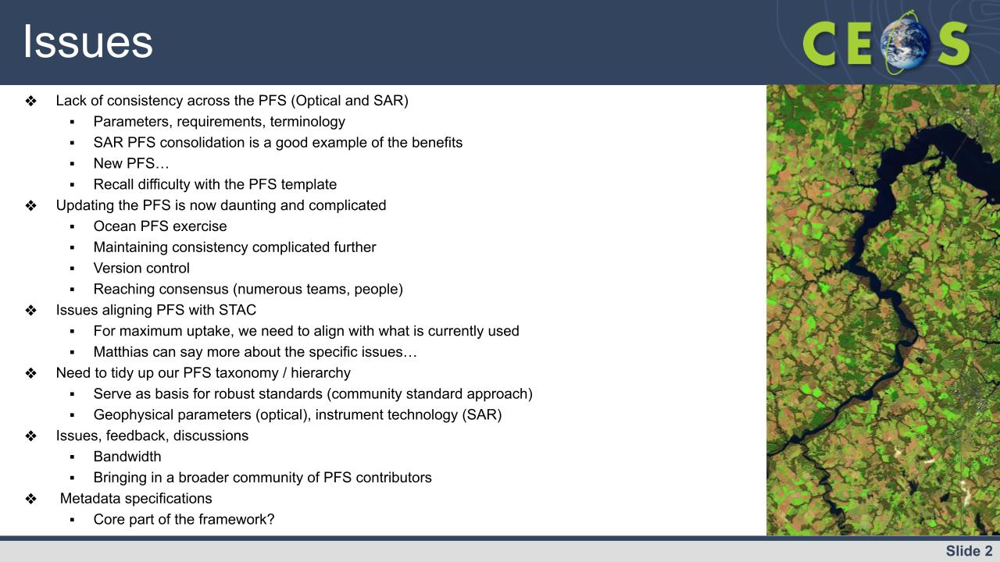 Issues
CEOS
❖ Lack of consistency across the PFS (Optical and SAR)
▪ Parameters, requirements, terminology
▪ SAR PFS consolidation is a good example of the benefits
▪ New PFS…
▪ Recall difficulty with the PFS template
❖ Updating the PFS is now daunting and complicated
▪ Ocean PFS exercise
▪ Maintaining consistency complicated further
▪ Version control
▪ Reaching consensus (numerous teams, people)
❖ Issues aligning PFS with STAC
▪ For maximum uptake, we need to align with what is currently used
▪ Matthias can say more about the specific issues…
❖ Need to tidy up our PFS taxonomy / hierarchy
▪ Serve as basis for robust standards (community standard approach)
▪ Geophysical parameters (optical), instrument technology (SAR)
❖ Issues, feedback, discussions
▪ Bandwidth
▪ Bringing in a broader community of PFS contributors
❖ Metadata specifications
▪ Core part of the framework?
Slide 2